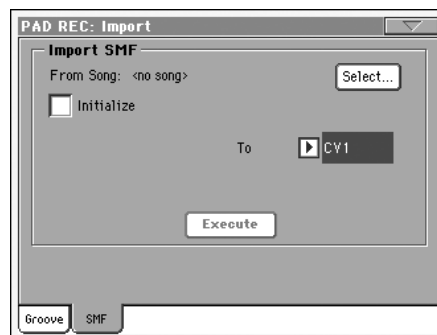 PAD REC: Import
Import SMF
From Song: <no song>
Select...
Initialize
To
CV1
Execute
Groove
SMF